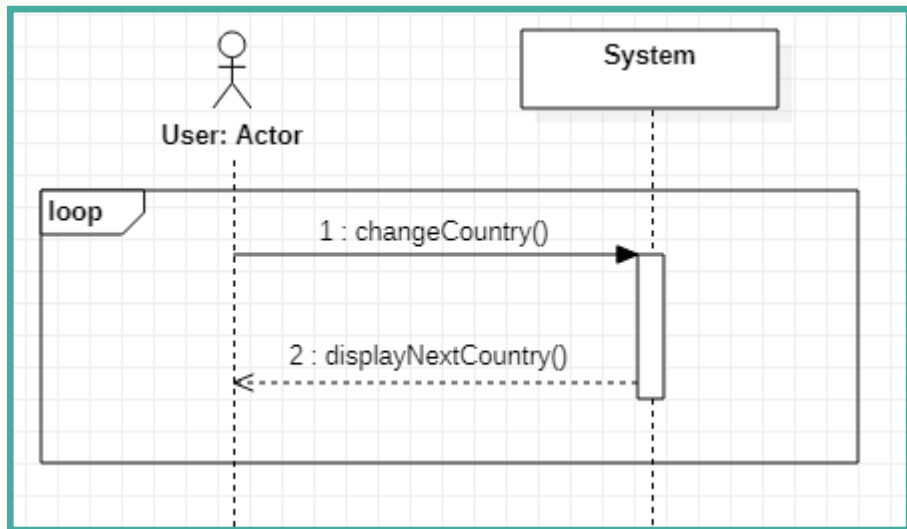 System
User: Actor
loop
1 : changeCountry()
2 : displayNextCountry()